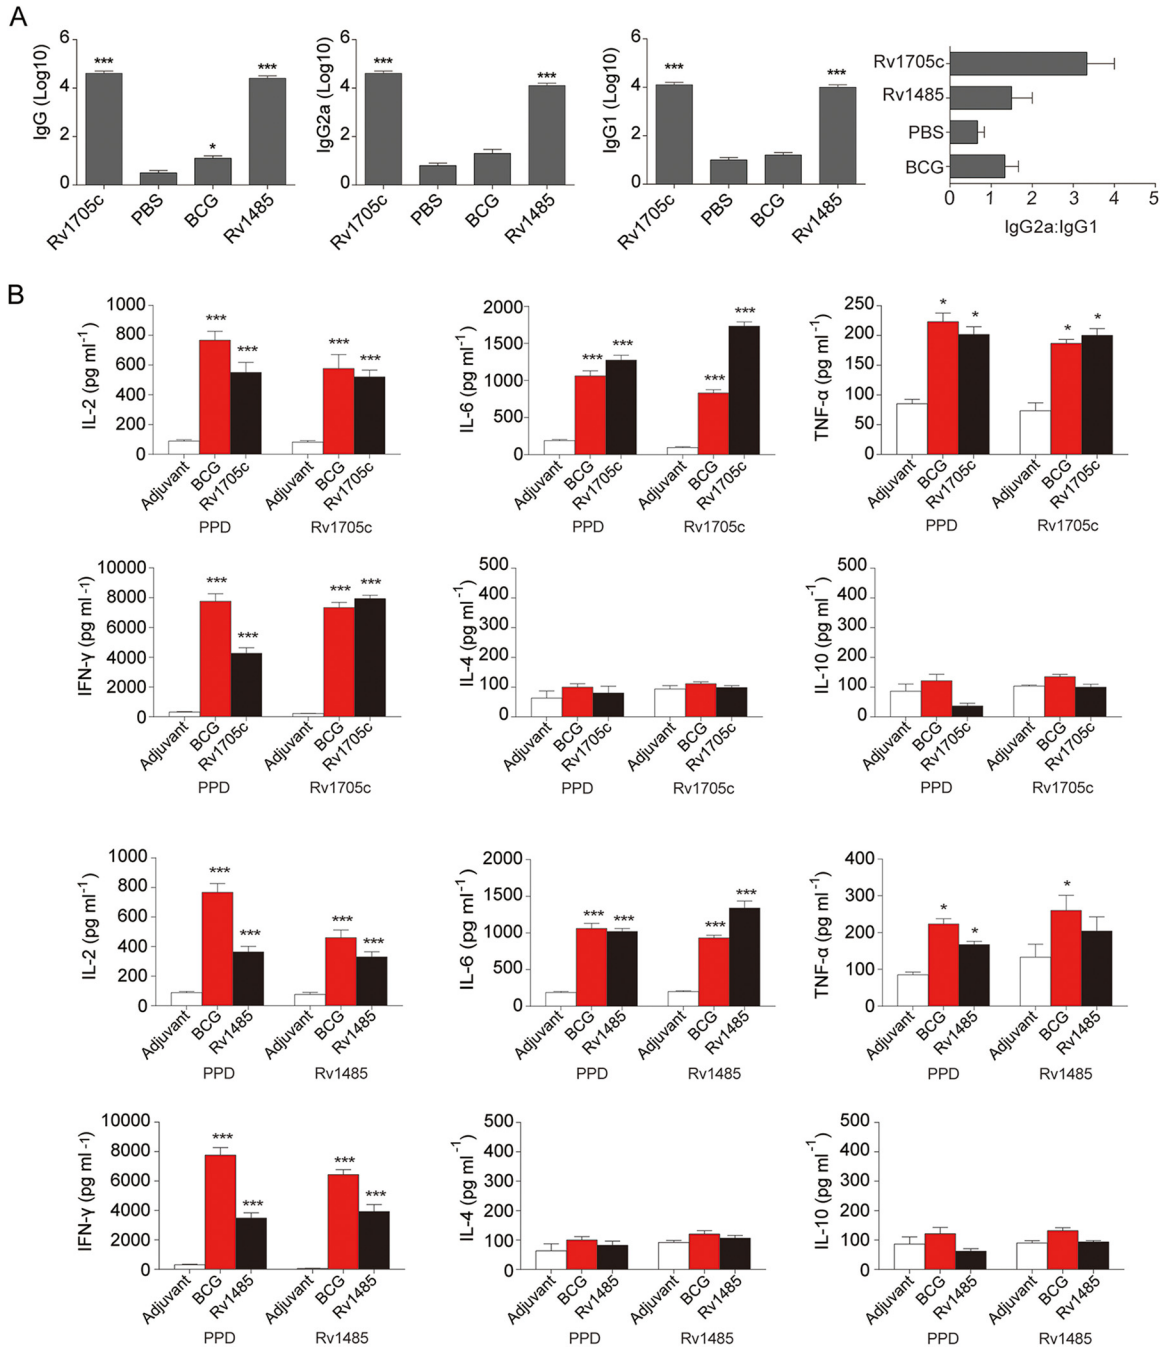 A
IgG (Log10)
6
4
2
0
***
*
***
Rv1705c
PBS
BCG
Rv1485
IgG2a (Log10)
6
4
2
0
***
***
Rv1705c
PBS
BCG
Rv1485
IgG1 (Log10)
6
4
2
0
***
***
Rv1705c
PBS
BCG
Rv1485
Rv1705c
Rv1485
PBS
BCG
0 1 2 3 4 5
IgG2a:IgG1
B
IL-2 (pg ml-1)
1000
800
600
400
200
0
***
***
***
***
Adjuvant
BCG
Rv1705c
Adjuvant
BCG
Rv1705c
PPD
Rv1705c
IL-6 (pg ml-1)
2000
1500
1000
500
0
***
***
***
***
Adjuvant
BCG
Rv1705c
Adjuvant
BCG
Rv1705c
PPD
Rv1705c
TNF-α (pg ml-1)
250
200
150
100
50
0
*
*
*
*
Adjuvant
BCG
Rv1705c
Adjuvant
BCG
Rv1705c
PPD
Rv1705c
IFN-γ (pg ml-1)
10000
8000
6000
4000
2000
0
***
***
***
***
Adjuvant
BCG
Rv1705c
Adjuvant
BCG
Rv1705c
PPD
Rv1705c
IL-4 (pg ml-1)
500
400
300
200
100
0
Adjuvant
BCG
Rv1705c
Adjuvant
BCG
Rv1705c
PPD
Rv1705c
IL-10 (pg ml-1)
500
400
300
200
100
0
Adjuvant
BCG
Rv1705c
Adjuvant
BCG
Rv1705c
PPD
Rv1705c
IL-2 (pg ml-1)
1000
800
600
400
200
0
***
***
***
***
Adjuvant
BCG
Rv1485
Adjuvant
BCG
Rv1485
PPD
Rv1485
IL-6 (pg ml-1)
2000
1500
1000
500
0
***
***
***
***
Adjuvant
BCG
Rv1485
Adjuvant
BCG
Rv1485
PPD
Rv1485
TNF-α (pg ml-1)
400
300
200
100
0
*
*
*
Adjuvant
BCG
Rv1485
Adjuvant
BCG
Rv1485
PPD
Rv1485
IFN-γ (pg ml-1)
10000
8000
6000
4000
2000
0
***
***
***
***
Adjuvant
BCG
Rv1485
Adjuvant
BCG
Rv1485
PPD
Rv1485
IL-4 (pg ml-1)
500
400
300
200
100
0
Adjuvant
BCG
Rv1485
Adjuvant
BCG
Rv1485
PPD
Rv1485
IL-10 (pg ml-1)
500
400
300
200
100
0
Adjuvant
BCG
Rv1485
Adjuvant
BCG
Rv1485
PPD
Rv1485